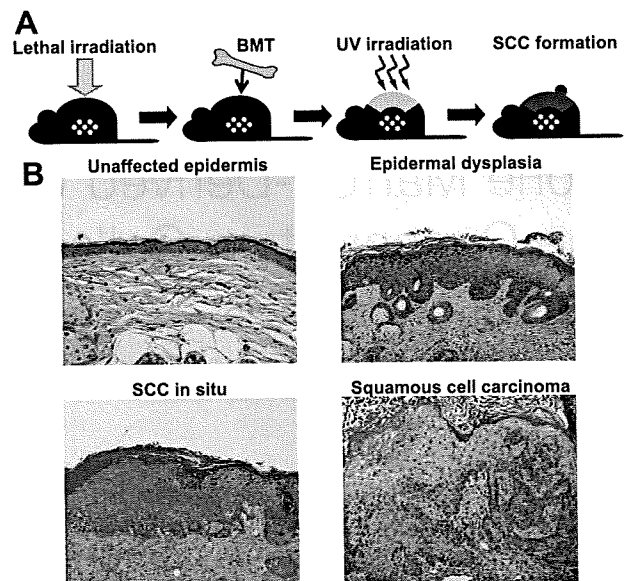 A
Lethal irradiation
BMT
UV irradiation
SCC formation
B
Unaffected epidermis
Epidermal dysplasia
SCC in situ
Squamous cell carcinoma